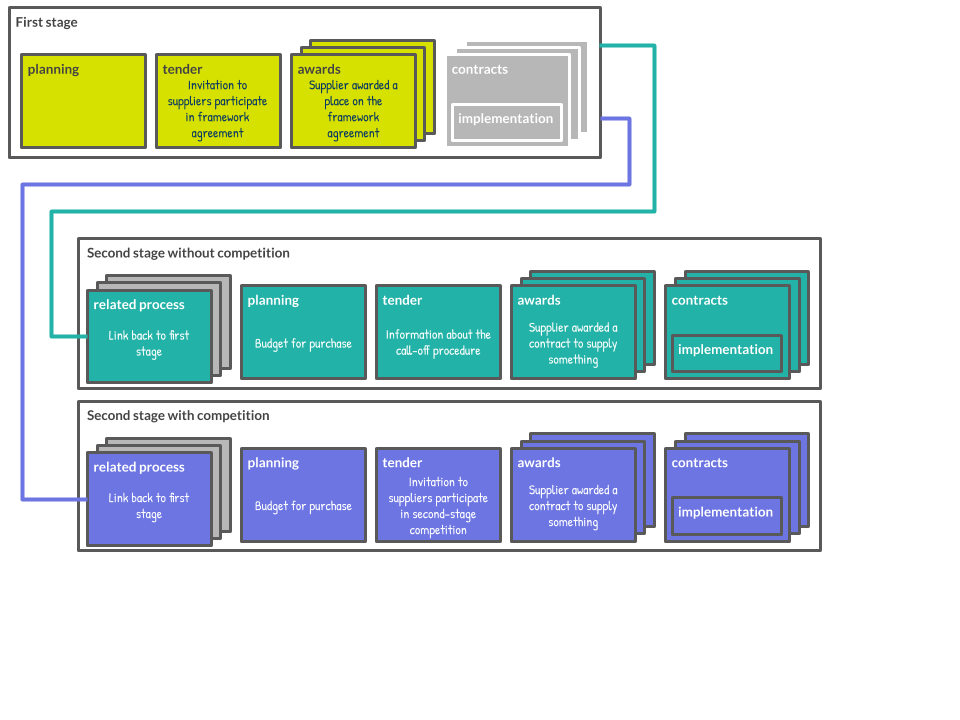 First stage
planning
tender
Invitation to
suppliers participate
in framework
agreement
awards
Supplier awarded a
place on the
framework
agreement
contracts
implementation
Second stage without competition
related process
Link back to first
stage
planning
Budget for purchase
tender
Information about the
call-off procedure
awards
Supplier awarded a
contract to supply
something
contracts
implementation
Second stage with competition
related process
Link back to first
stage
planning
Budget for purchase
tender
Invitation to
suppliers participate
in second-stage
competition
awards
Supplier awarded a
contract to supply
something
contracts
implementation